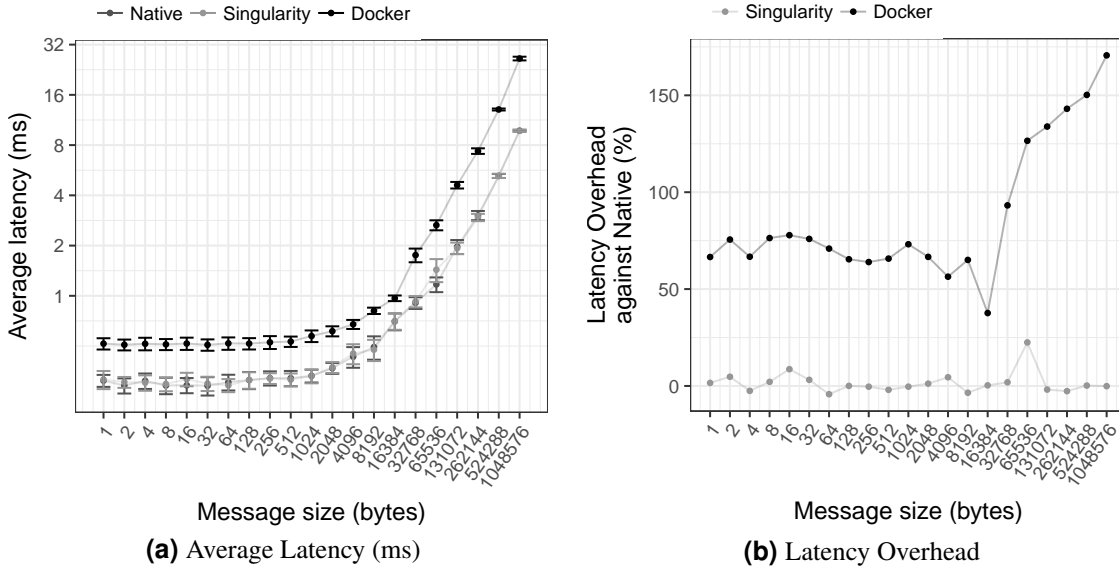 Native Singularity Docker
Average latency (ms)
32
16
8
4
2
1
1 2 4 8 16 32 64 128 256 512 1024 2048 4096 8192 16384 32768 65536 131072 262144 524288 1048576
Message size (bytes)
(a) Average Latency (ms)
Singularity Docker
Latency Overhead
against Native (%)
150
100
50
0
1 2 4 8 16 32 64 128 256 512 1024 2048 4096 8192 16384 32768 65536 131072 262144 524288 1048576
Message size (bytes)
(b) Latency Overhead